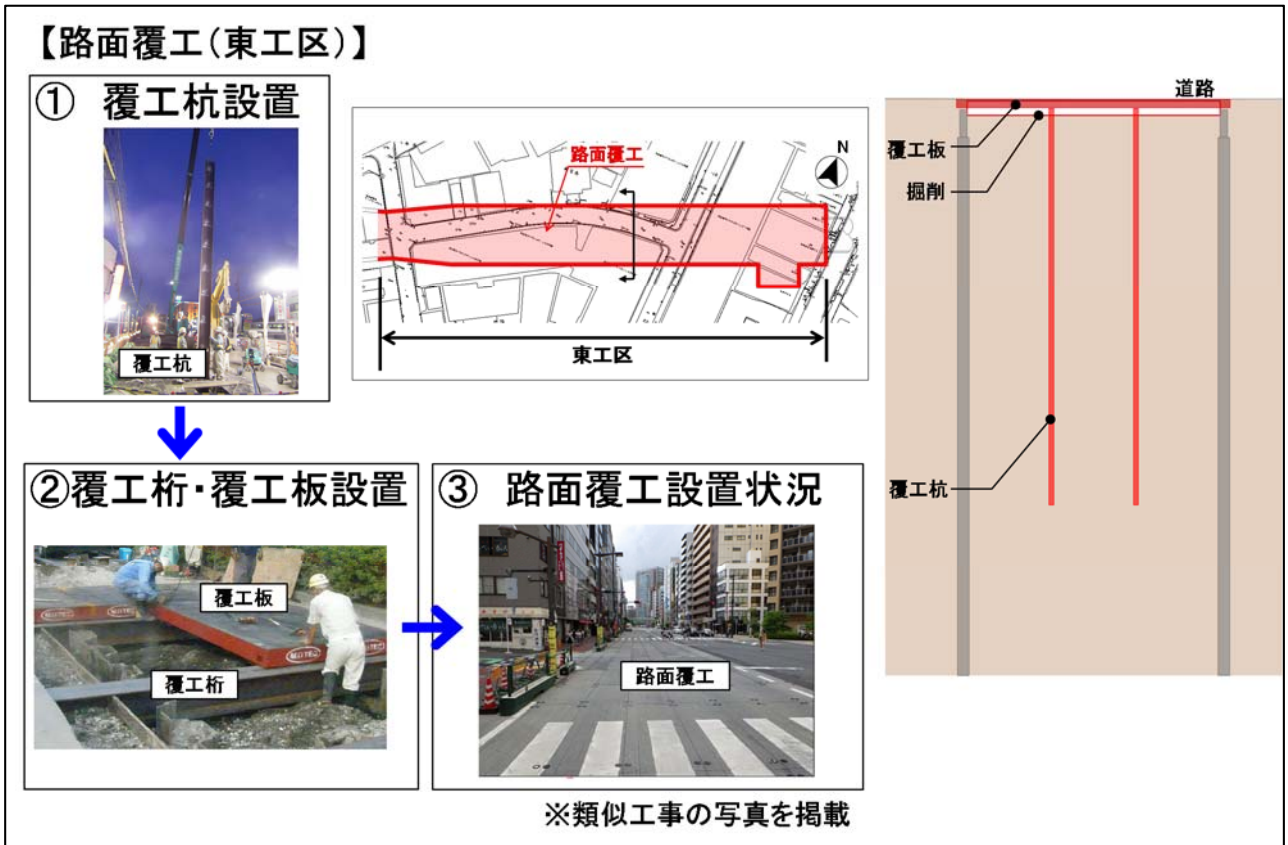 【路面覆工(東工区)】
① 覆工杭設置
覆工杭
路面覆工
N
東工区
道路
覆工板
掘削
覆工杭
②覆工桁・覆工板設置
覆工板
覆工桁
③ 路面覆工設置状況
路面覆工
※類似工事の写真を掲載